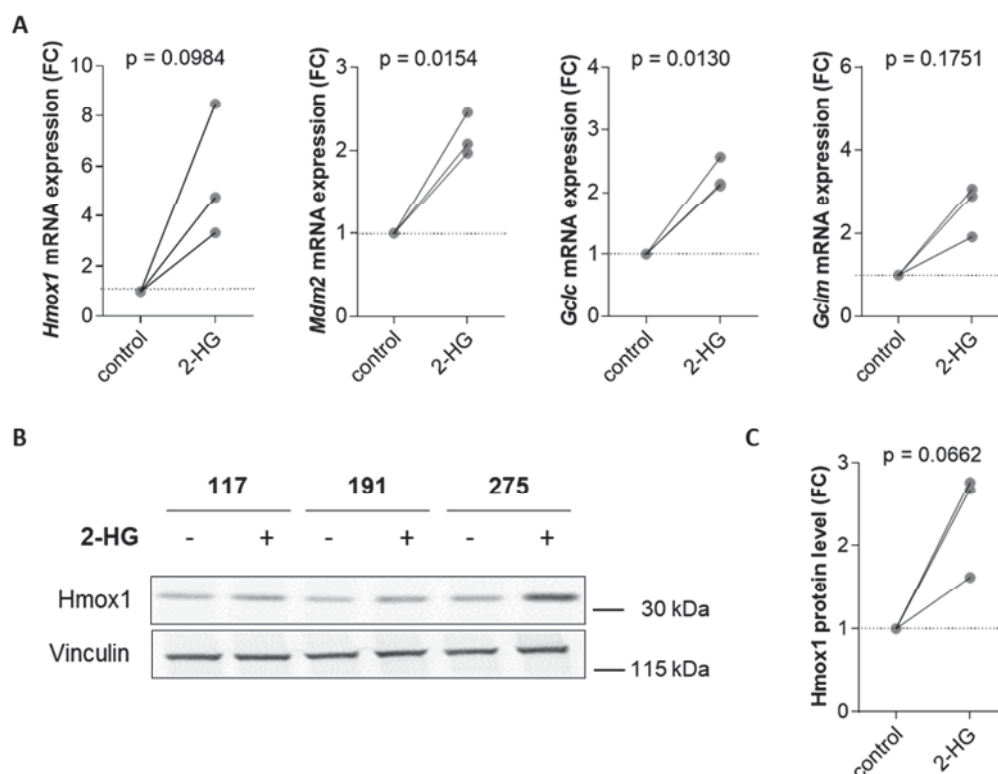 A
p = 0.0984
Hmox1 mRNA expression (FC)
10
8
6
4
2
0
control
2-HG
p = 0.0154
Mdm2 mRNA expression (FC)
3
2
1
0
control
2-HG
p = 0.0130
Gclc mRNA expression (FC)
4
3
2
1
0
control
2-HG
p = 0.1751
Gclm mRNA expression (FC)
6
4
2
0
control
2-HG
B
117 191 275
2-HG - + - + - +
Hmox1
30 kDa
Vinculin
115 kDa
C
p = 0.0662
Hmox1 protein level (FC)
3
2
1
0
control
2-HG